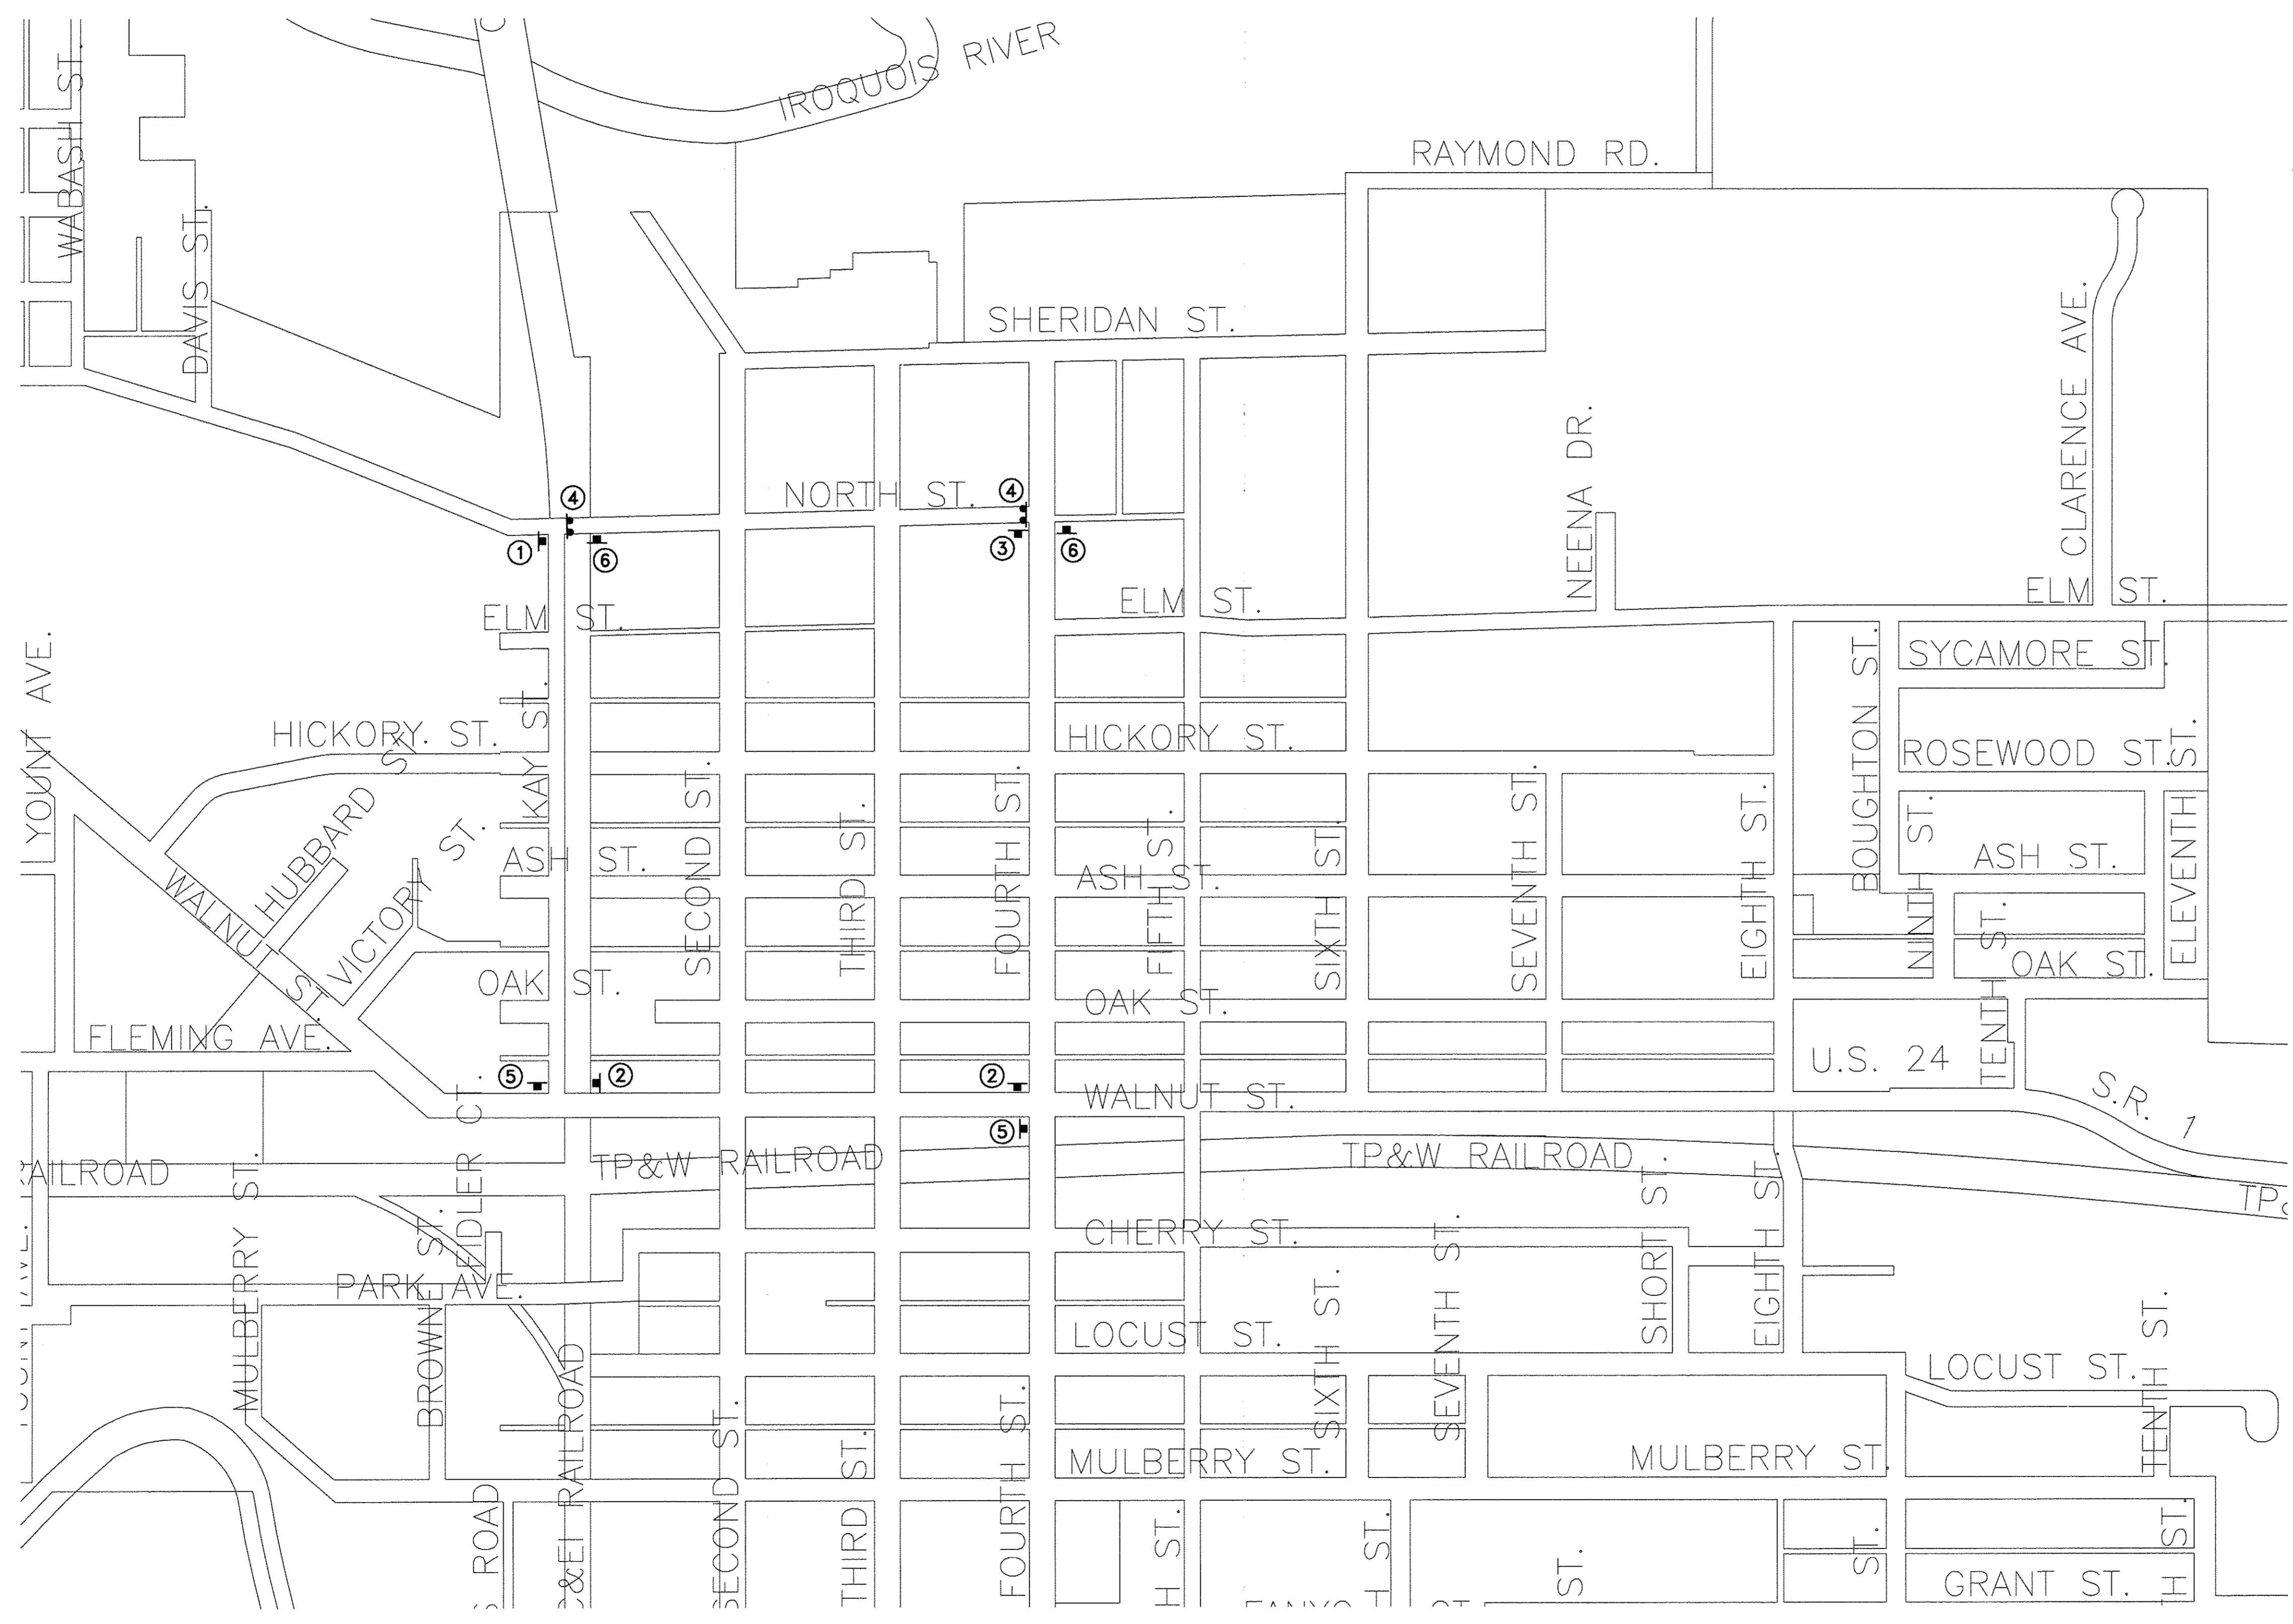 IROQUOIS RIVER
WABASH ST.
RAYMOND RD.
DAVIS ST.
SHERIDAN ST.
CLARENCE AVE.
NEENA DR.
NORTH ST.
4
4
1
6
3
6
ELM ST.
ELM ST.
ELM ST.
YOUNT AVE.
KAY ST.
BOUGHTON ST.
SYCAMORE ST.
HICKORY ST.
HICKORY ST.
ROSEWOOD ST.
HUBBARD ST.
VICTORY ST.
WALNUT ST.
ASH ST.
ASH ST.
ASH ST.
SECOND ST.
THIRD ST.
FOURTH ST.
FIFTH ST.
SIXTH ST.
SEVENTH ST.
EIGHTH ST.
NINTH ST.
TENTH ST.
ELEVENTH ST.
OAK ST.
OAK ST.
OAK ST.
FLEMING AVE.
U.S. 24
S.R. 1
5
2
2
WALNUT ST.
5
FIDLER CT.
RAILROAD
TP&W RAILROAD
TP&W RAILROAD
TP&
MULBERRY ST.
BROWNE ST.
CHERRY ST.
SHORT ST.
EIGHTH ST.
PARK AVE.
AVE.
LOCUST ST.
LOCUST ST.
SIXTH ST.
SEVENTH ST.
TENTH ST.
C&EI RAILROAD
MULBERRY ST.
MULBERRY ST.
ROAD
SECOND ST.
THIRD ST.
FOURTH ST.
H ST.
H ST.
ST.
ST.
ST.
GRANT ST.